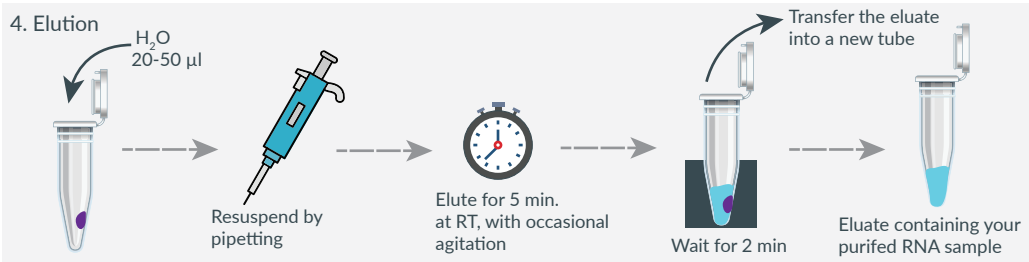 4. Elution
H₂O
20-50 µl
Resuspend by
pipetting
Elute for 5 min.
at RT, with occasional
agitation
Transfer the eluate
into a new tube
Wait for 2 min
Eluate containing your
purifed RNA sample